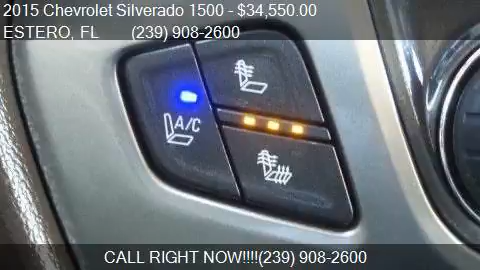 2015 Chevrolet Silverado 1500 - $34,550.00
ESTERO, FL (239) 908-2600
A/C
CALL RIGHT NOW!!!!(239) 908-2600